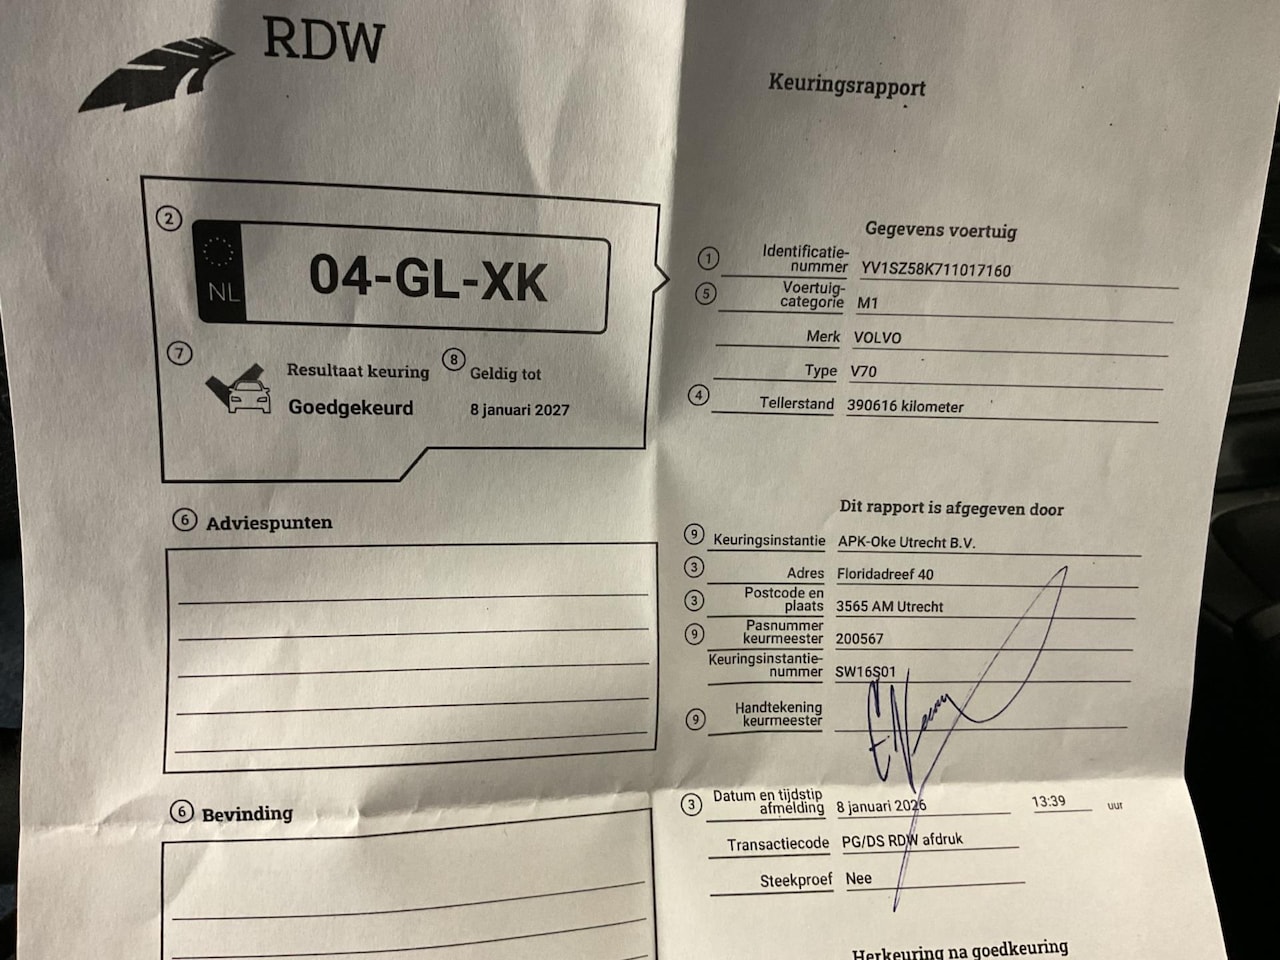 RDW
Keuringsrapport
2
NL
04-GL-XK
7
Resultaat keuring
Goedgekeurd
8
Geldig tot
8 januari 2027
Gegevens voertuig
1 Identificatie-
nummer YV1SZ58K711017160
5 Voertuig-
categorie M1
Merk VOLVO
Type V70
4 Tellerstand 390616 kilometer
6 Adviespunten
Dit rapport is afgegeven door
9 Keuringsinstantie APK-Oke Utrecht B.V.
3 Adres Floridadreef 40
3 Postcode en
plaats 3565 AM Utrecht
9 Pasnummer
keurmeester 200567
Keuringsinstantie-
nummer SW16S01
9 Handtekening
keurmeester
6 Bevinding
3 Datum en tijdstip
afmelding 8 januari 2026 13:39 uur
Transactiecode PG/DS RDW afdruk
Steekproef Nee
Herkeuring na goedkeuring